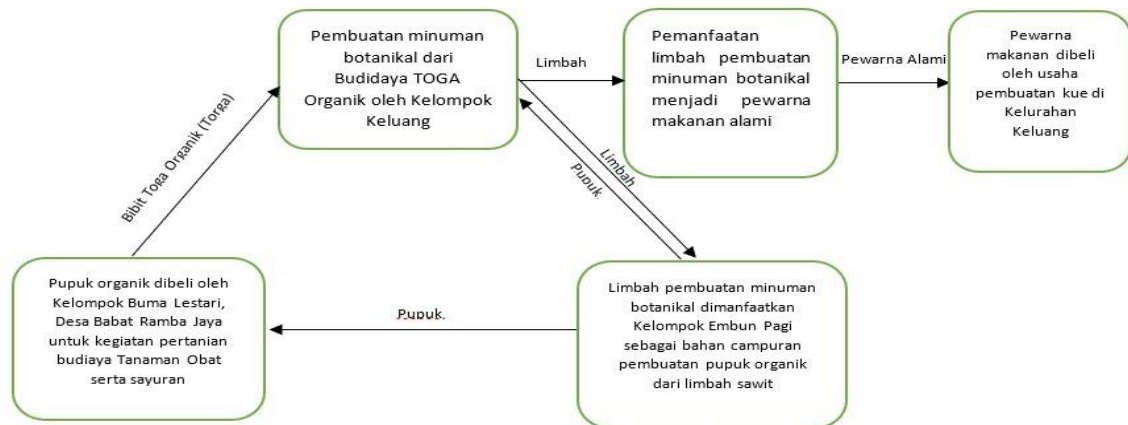 Pembuatan minuman
botanikal dari
Budidaya TOGA
Organik oleh Kelompok
Keluang
Limbah
Pemanfaatan
limbah pembuatan
minuman botanikal
menjadi pewarna
makanan alami
Pewarna Alami
Pewarna
makanan dibeli
oleh usaha
pembuatan kue di
Kelurahan
Keluang
Bibit Toga Organik (Torga)
Limbah
Pupuk.
Pupuk organik dibeli oleh
Kelompok Buma Lestari,
Desa Babat Ramba Jaya
untuk kegiatan pertanian
budiaya Tanaman Obat
serta sayuran
Pupuk.
Limbah pembuatan minuman
botanikal dimanfaatkan
Kelompok Embun Pagi
sebagai bahan campuran
pembuatan pupuk organik
dari limbah sawit